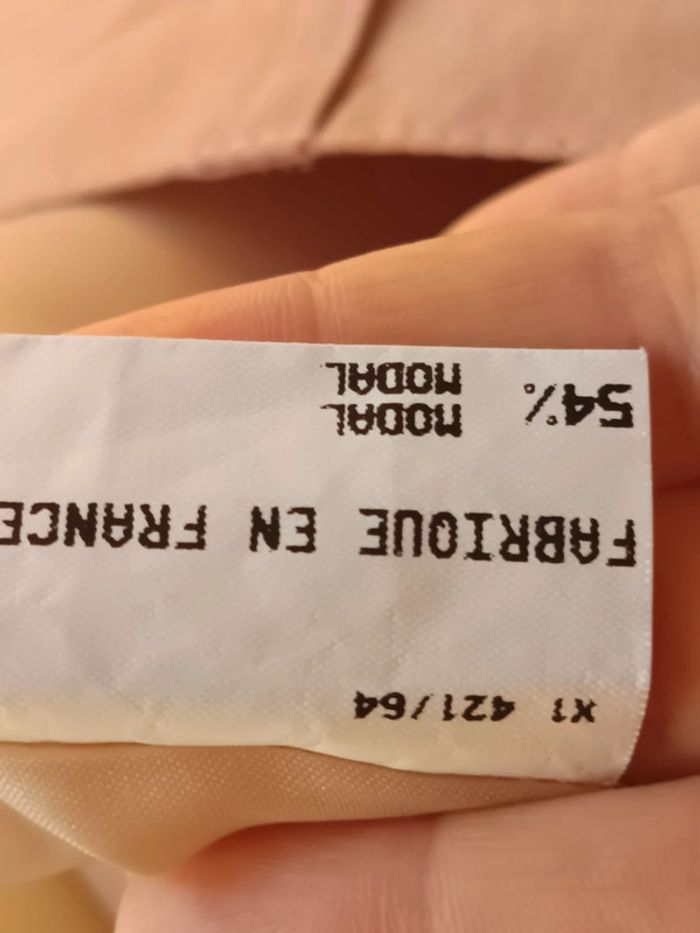 X1 421/64
FABRIQUE EN FRANCE
54% MODAL
MODAL